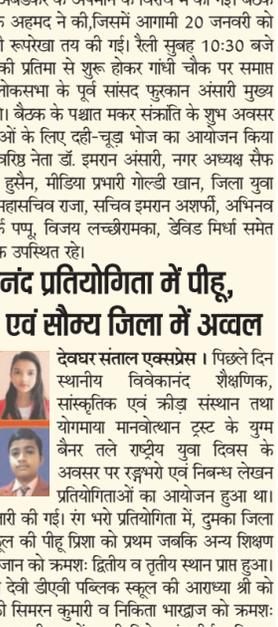 अहमद ने की,जिसमें आगामी 20 जनवरी को
रूपरेखा तय की गई। रैली सुबह 10:30 बजे
की प्रतिमा से शुरू होकर गांधी चौक पर समाप्त
लोकसभा के पूर्व सांसद फुरकान अंसारी मुख्य
। बैठक के पश्चात मकर संक्रांति के शुभ अवसर
ओं के लिए दही-चूड़ा भोज का आयोजन किया
वरिष्ठ नेता डॉ. इमरान अंसारी, नगर अध्यक्ष सैफ
हुसैन, मीडिया प्रभारी गोल्डी खान, जिला युवा
महासचिव राजा, सचिव इमरान अशर्फी, अभिनव
पप्पू, विजय लच्छीरामका, डेविड मिर्धा समेत
क उपस्थित रहे।
नंद प्रतियोगिता में पीहू,
एवं सौम्य जिला में अव्वल
देवघर संताल एक्सप्रेस । पिछले दिन
स्थानीय विवेकानंद शैक्षणिक,
सांस्कृतिक एवं क्रीड़ा संस्थान तथा
योगमाया मानवोत्थान ट्रस्ट के युग्म
बैनर तले राष्ट्रीय युवा दिवस के
अवसर पर रङ्गभरो एवं निबन्ध लेखन
प्रतियोगिताओं का आयोजन हुआ था।
ारी की गई। रंग भरो प्रतियोगिता में, दुमका जिला
ूल की पीहू प्रिशा को प्रथम जबकि अन्य शिक्षण
जान को क्रमशः द्वितीय व तृतीय स्थान प्राप्त हुआ।
देवी डीएवी पब्लिक स्कूल की आराध्या श्री को
ी सिमरन कुमारी व निकिता भारद्वाज को क्रमशः